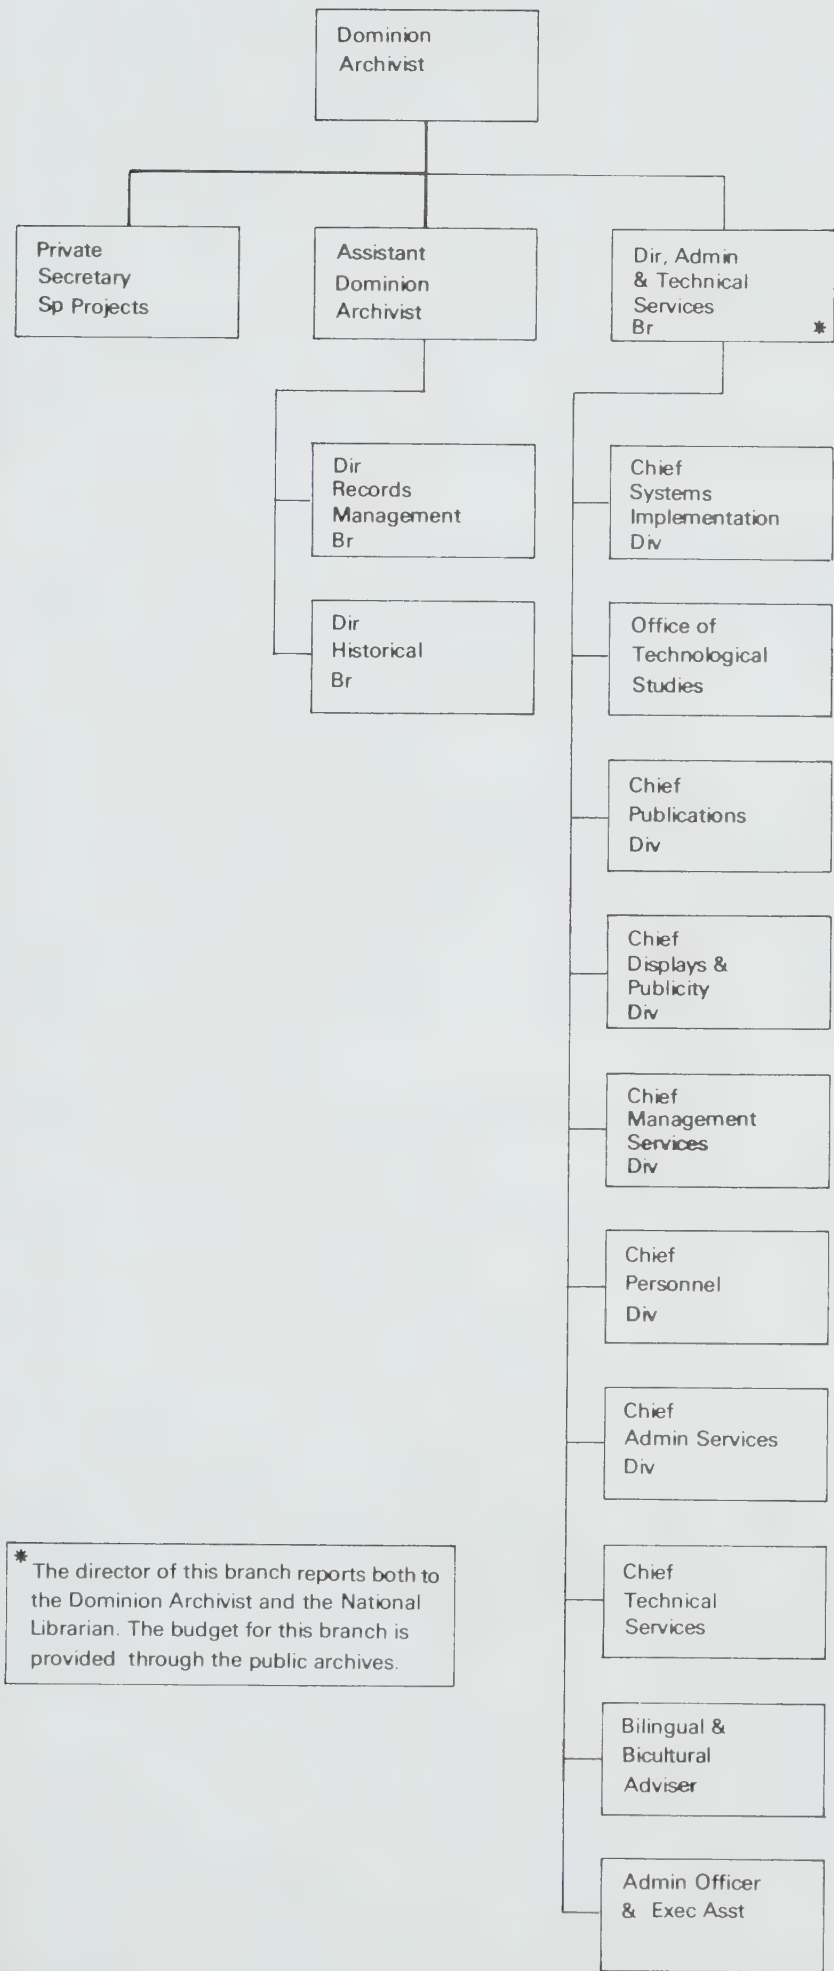 Dominion
Archivist
Private
Secretary
Sp Projects
Assistant
Dominion
Archivist
Dir, Admin
& Technical
Services
Br *
Dir
Records
Management
Br
Dir
Historical
Br
Chief
Systems
Implementation
Div
Office of
Technological
Studies
Chief
Publications
Div
Chief
Displays &
Publicity
Div
Chief
Management
Services
Div
Chief
Personnel
Div
Chief
Admin Services
Div
Chief
Technical
Services
Bilingual &
Bicultural
Adviser
Admin Officer
& Exec Asst
* The director of this branch reports both to
the Dominion Archivist and the National
Librarian. The budget for this branch is
provided through the public archives.